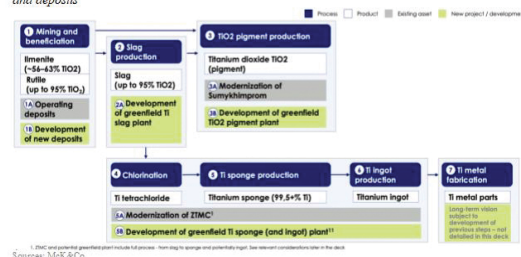 and deposits
Process
Product
Existing asset
New project / developme
1 Mining and
beneficiation
Ilmenite
(~56–63% TiO2)
Rutile
(up to 95% TiO₂)
1A Operating
deposits
1B Development
of new deposits
2 Slag
production
Slag
(up to 95% TiO2)
2A Development
of greenfield Ti
slag plant
3 TiO2 pigment production
Titanium dioxide TiO2
(pigment)
3A Modernization of
Sumykhimprom
3B Development of greenfield
TiO2 pigment plant
4 Chlorination
Ti tetrachloride
5 Ti sponge production
Titanium sponge (99,5+% Ti)
6 Ti ingot
production
Titanium ingot
5A Modernization of ZTMC¹
5B Development of greenfield Ti sponge (and ingot) plant¹¹
7 Ti metal
fabrication
Ti metal parts
Long-term vision
subject to
development of
previous steps – not
detailed in this deck
1. ZTMC and potential greenfield plant include full process - from slag to sponge and potentially ingot. See relevant considerations later in the deck
Sources: McK&Co